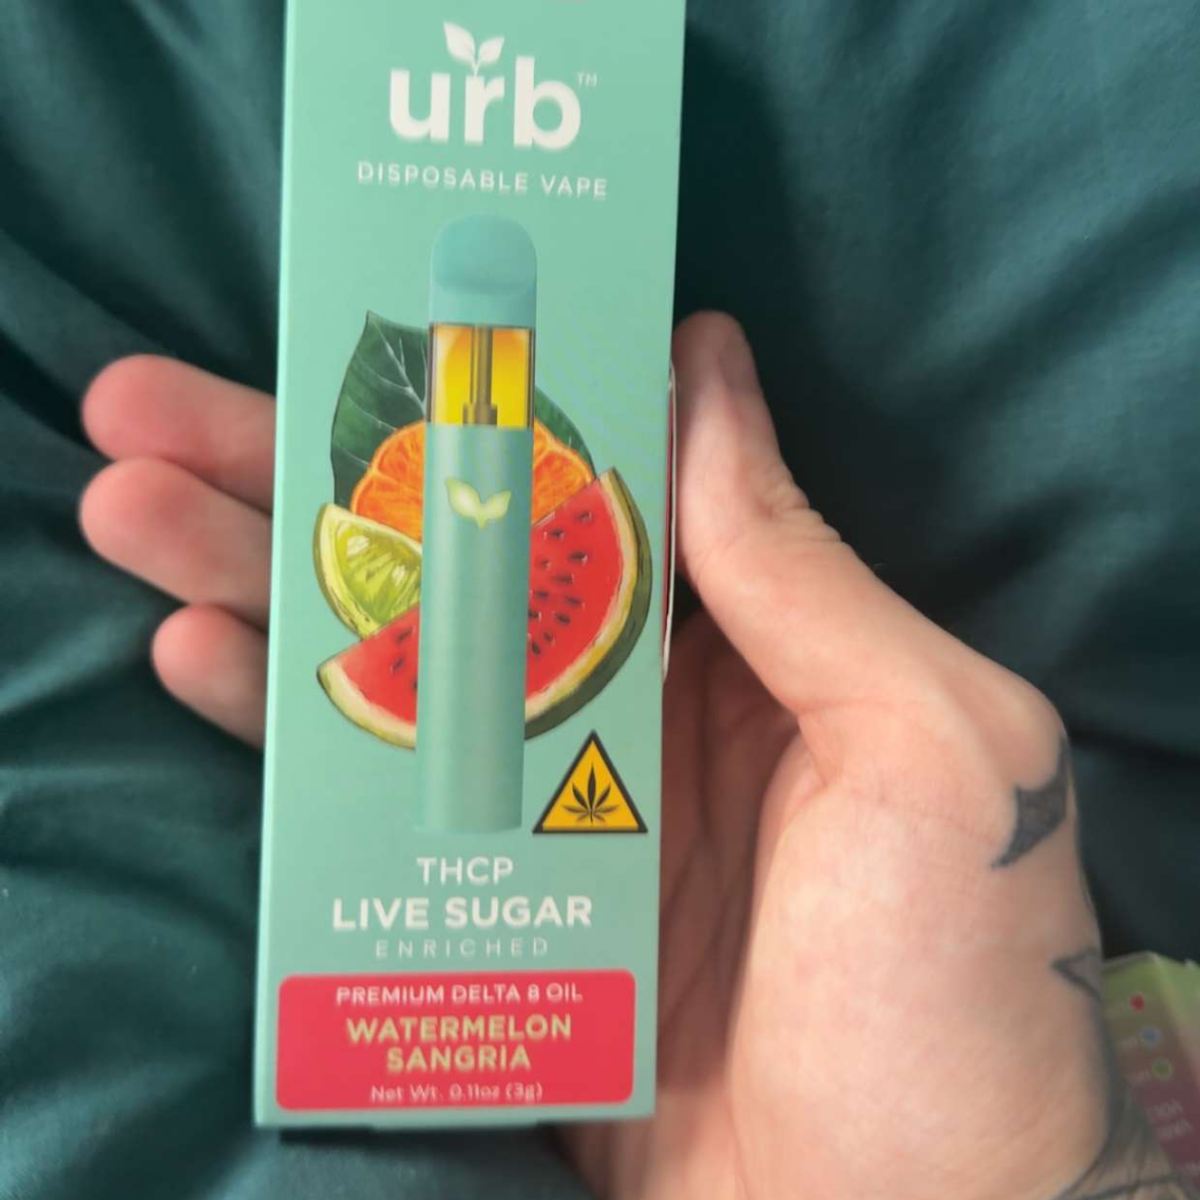 urb™
DISPOSABLE VAPE
THCP
LIVE SUGAR
ENRICHED
PREMIUM DELTA 8 OIL
WATERMELON
SANGRIA
Net Wt. 0.11oz (3g)